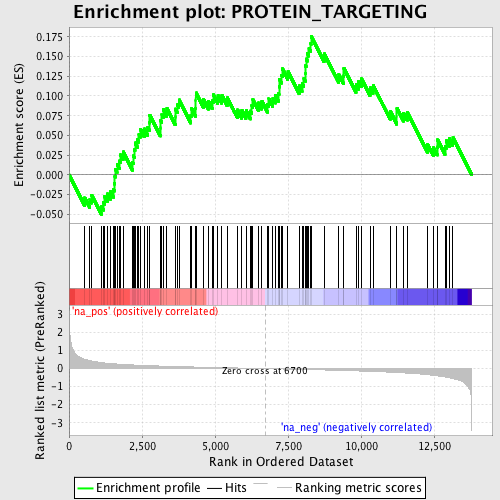 Enrichment plot: PROTEIN_TARGETING
Enrichment score (ES)
0.175
0.150
0.125
0.100
0.075
0.050
0.025
0.000
-0.025
-0.050
'na_pos' (positively correlated)
Ranked list metric (PreRanked)
3
2
1
0
-1
-2
-3
Zero cross at 6700
'na_neg' (negatively correlated)
0
2,500
5,000
7,500
10,000
12,500
Rank in Ordered Dataset
Enrichment profile
Hits
Ranking metric scores